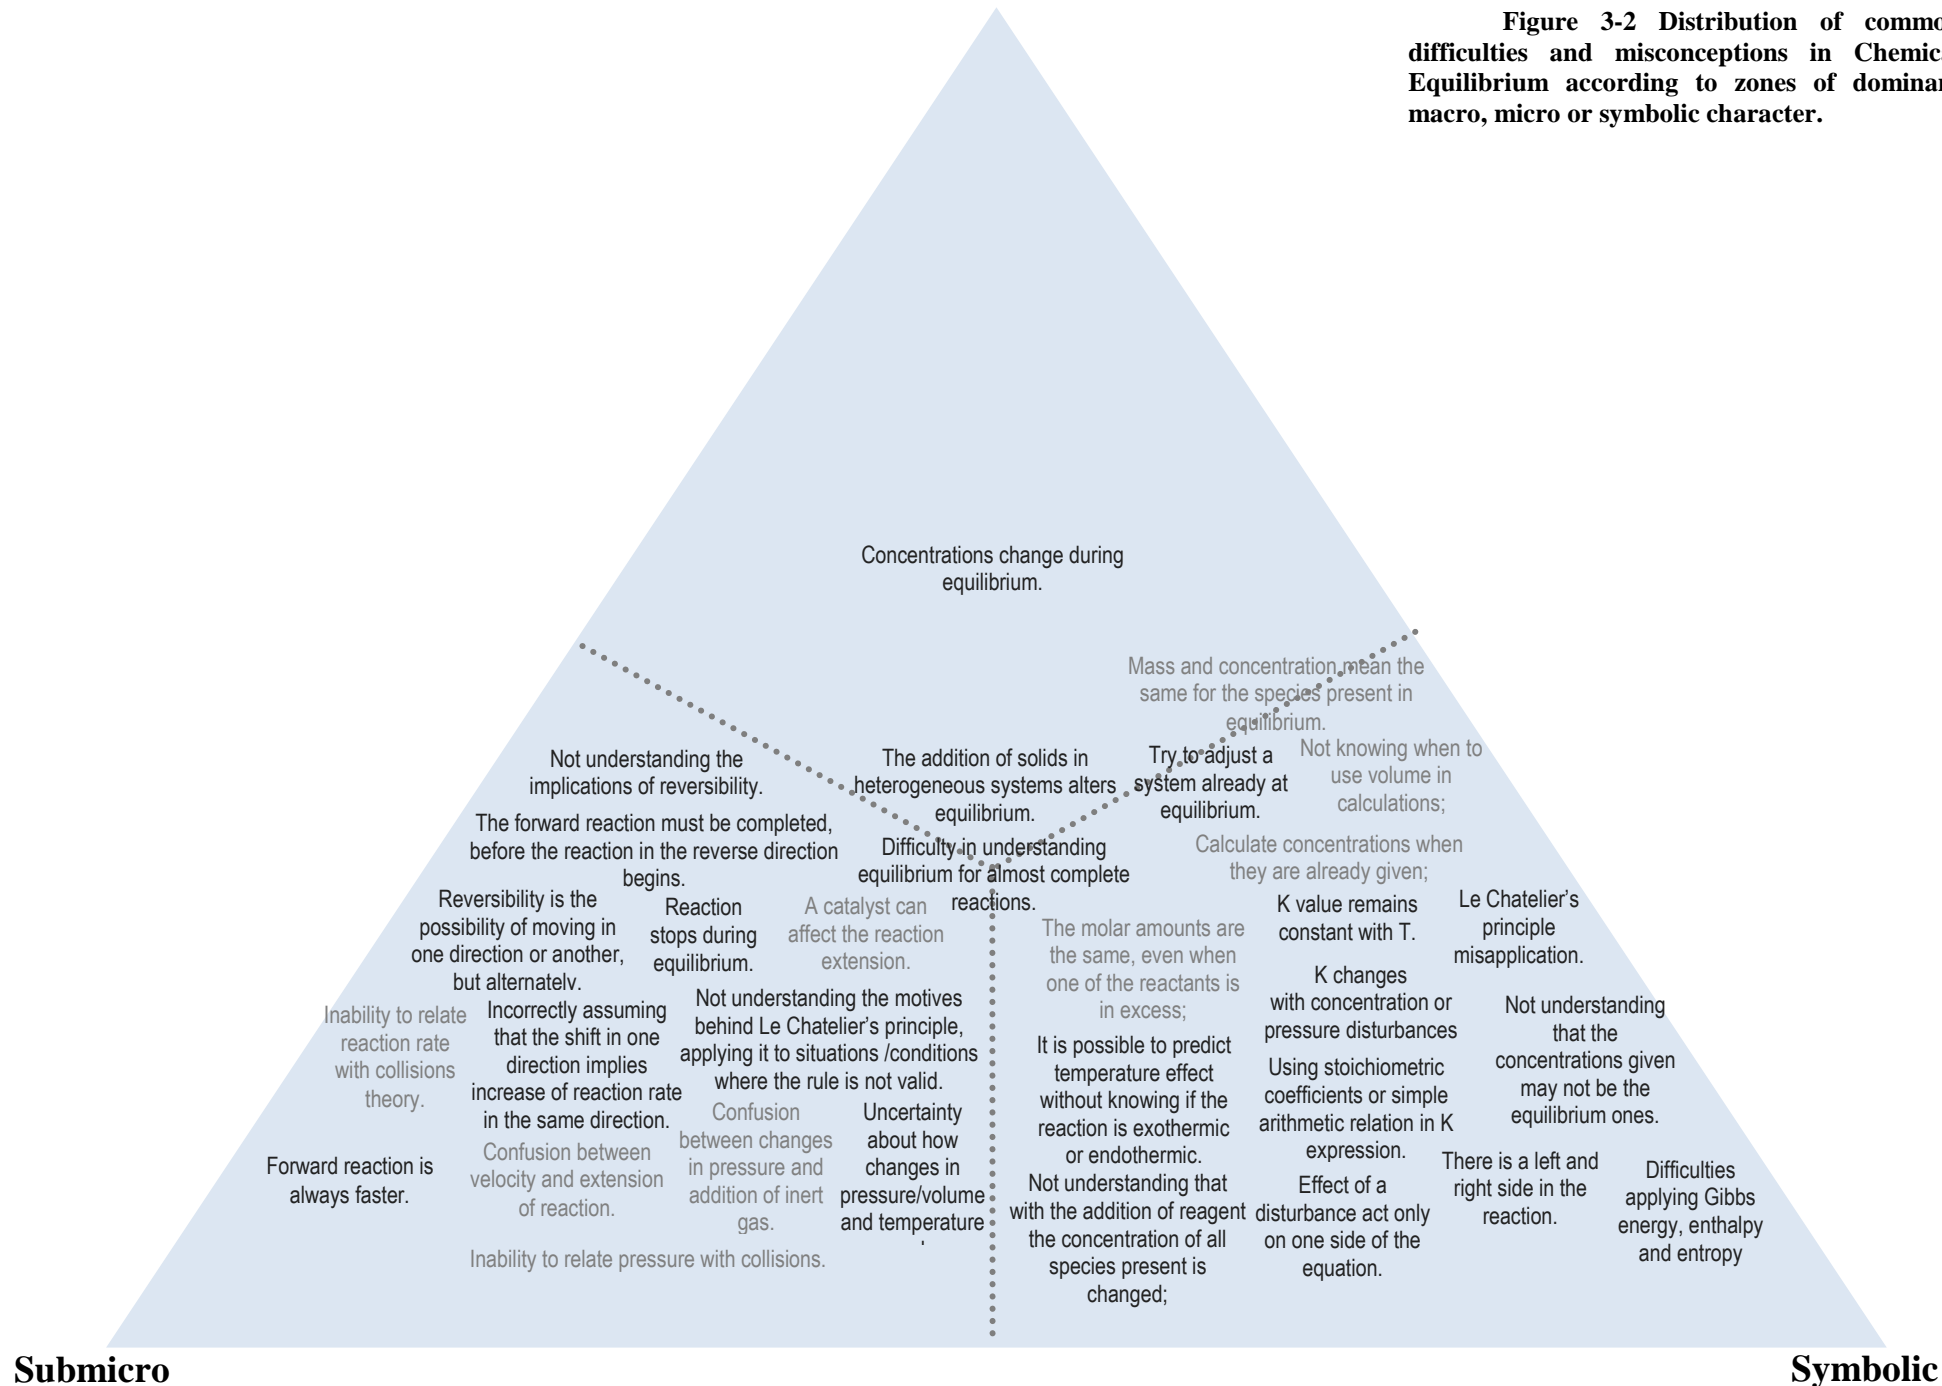 Figure 3-2 Distribution of commo
difficulties and misconceptions in Chemic
Equilibrium according to zones of dominan
macro, micro or symbolic character.
Concentrations change during
equilibrium.
Mass and concentration mean the
same for the species present in
equilibrium.
Not understanding the
implications of reversibility.
The addition of solids in
heterogeneous systems alters
equilibrium.
Try to adjust a
system already at
equilibrium.
Not knowing when to
use volume in
calculations;
The forward reaction must be completed,
before the reaction in the reverse direction
begins.
Difficulty in understanding
equilibrium for almost complete
reactions.
Calculate concentrations when
they are already given;
Reversibility is the
possibility of moving in
one direction or another,
but alternately.
Reaction
stops during
equilibrium.
A catalyst can
affect the reaction
extension.
The molar amounts are
the same, even when
one of the reactants is
in excess;
K value remains
constant with T.
Le Chatelier's
principle
misapplication.
K changes
with concentration or
pressure disturbances
Inability to relate
reaction rate
with collisions
theory.
Incorrectly assuming
that the shift in one
direction implies
increase of reaction rate
in the same direction.
Not understanding the motives
behind Le Chatelier's principle,
applying it to situations /conditions
where the rule is not valid.
It is possible to predict
temperature effect
without knowing if the
reaction is exothermic
or endothermic.
Using stoichiometric
coefficients or simple
arithmetic relation in K
expression.
Not understanding
that the
concentrations given
may not be the
equilibrium ones.
Forward reaction is
always faster.
Confusion between
velocity and extension
of reaction.
Confusion
between changes
in pressure and
addition of inert
gas.
Uncertainty
about how
changes in
pressure/volume
and temperature
Not understanding that
with the addition of reagent
the concentration of all
species present is
changed;
Effect of a
disturbance act only
on one side of the
equation.
There is a left and
right side in the
reaction.
Difficulties
applying Gibbs
energy, enthalpy
and entropy
Inability to relate pressure with collisions.
Submicro
Symbolic